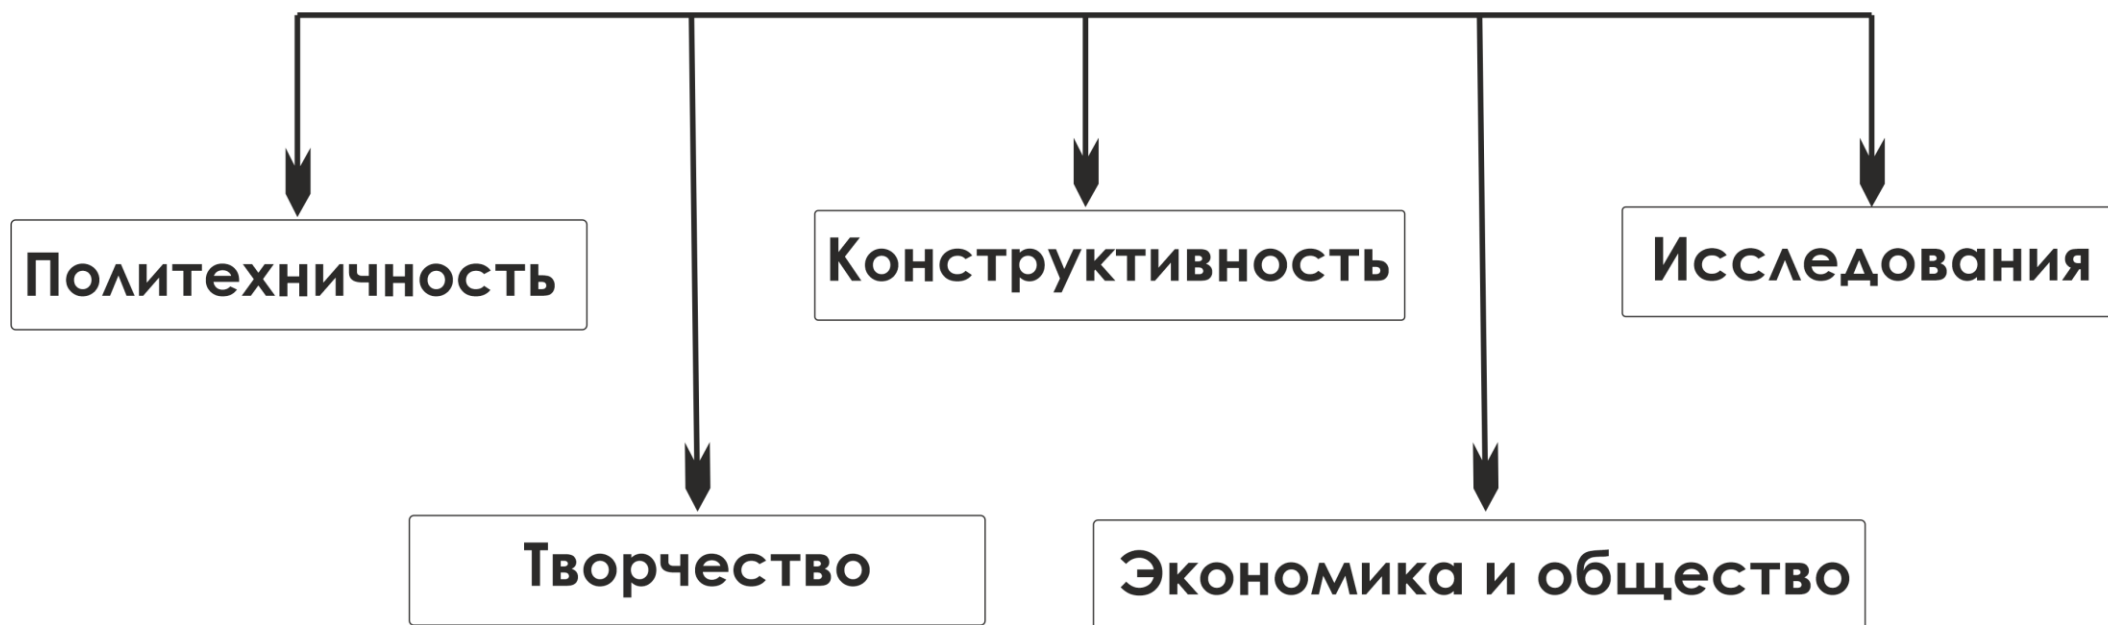 Политехничность
Конструктивность
Исследования
Творчество
Экономика и общество